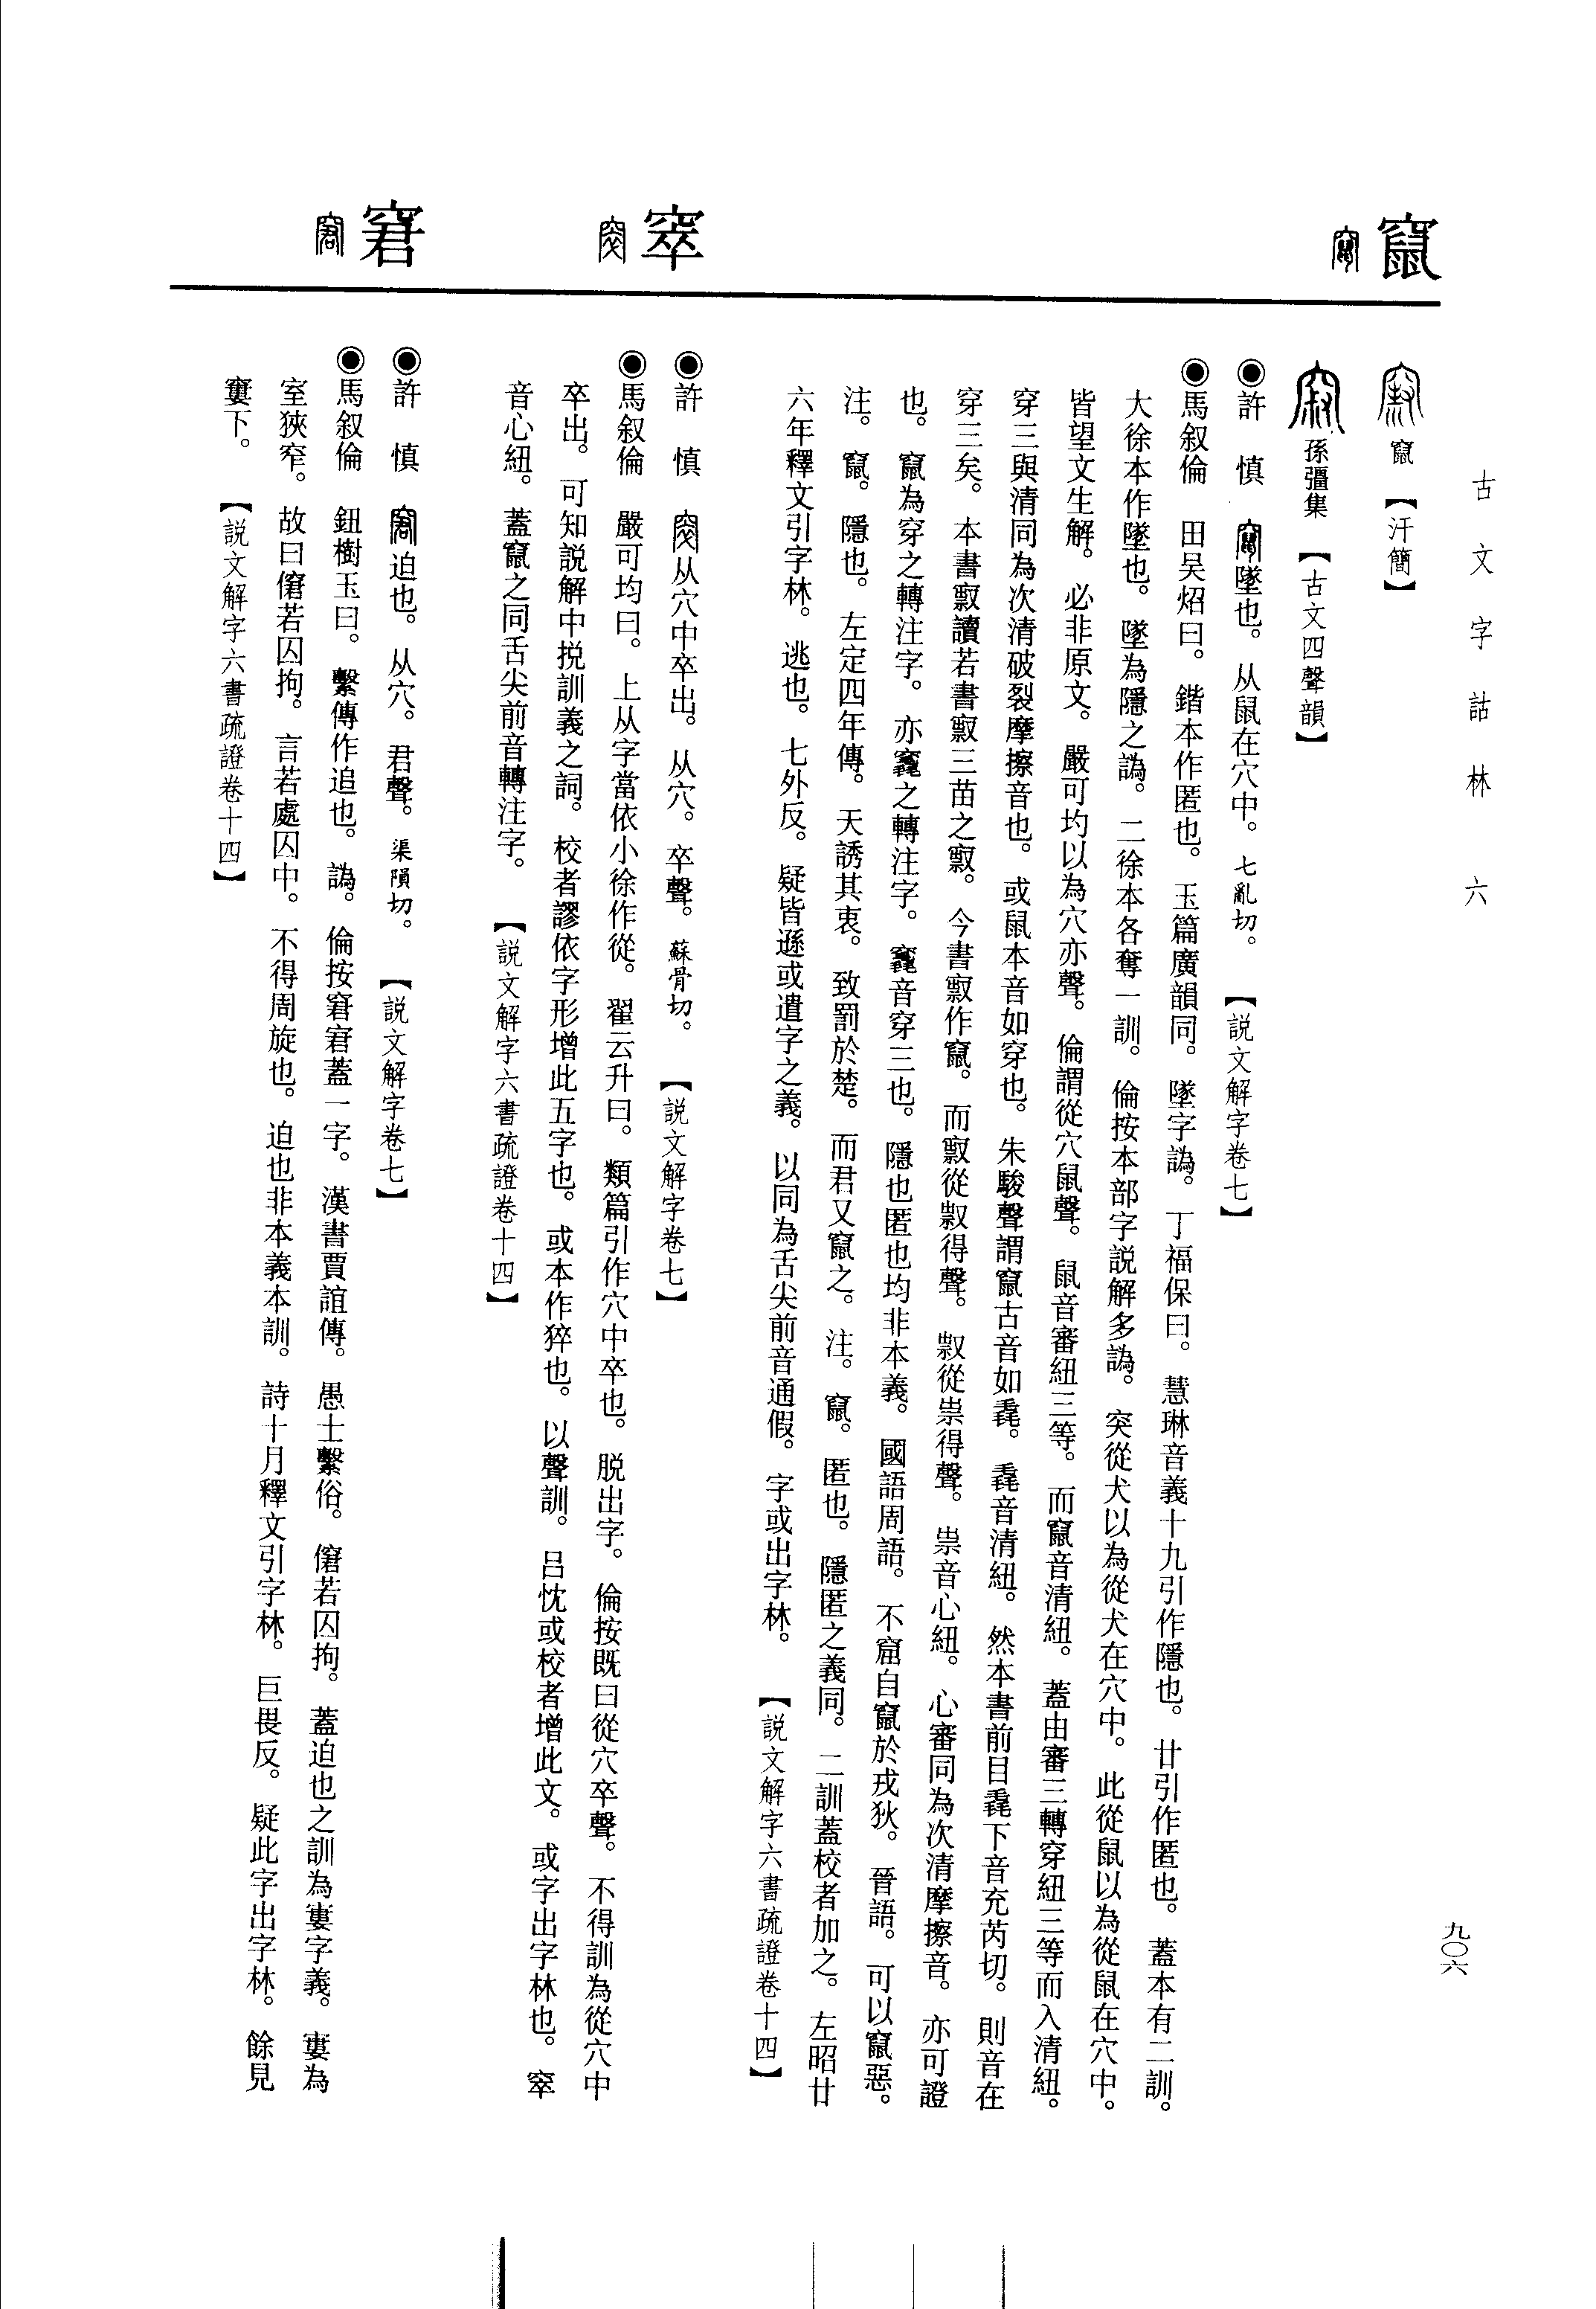 古文字詁林 六
九〇六
竄
竄 【汗簡】
孫彊集 【古文四聲韻】
◉許 慎 墜也。从鼠在穴中。七亂切。 【説文解字卷七】
◉馬叙倫 田吴炤曰。鍇本作匿也。玉篇廣韻同。墜字譌。丁福保曰。慧琳音義十九引作隱也。廿引作匿也。蓋本有二訓。
大徐本作墜也。墜為隱之譌。二徐本各奪一訓。倫按本部字説解多譌。突從犬以為從犬在穴中。此從鼠以為從鼠在穴中。
皆望文生解。必非原文。嚴可均以為穴亦聲。倫謂從穴鼠聲。鼠音審紐三等。而竄音清紐。蓋由審三轉穿紐三等而入清紐。
穿三與清同為次清破裂摩擦音也。或鼠本音如穿也。朱駿聲謂竄古音如毳。毳音清紐。然本書前目毳下音充芮切。則音在
穿三矣。本書㝮讀若書㝮三苗之㝮。今書㝮作竄。而㝮從㱁得聲。㱁從祟得聲。祟音心紐。心審同為次清摩擦音。亦可證
也。竄為穿之轉注字。亦竁之轉注字。竁音穿三也。隱也匿也均非本義。國語周語。不窋自竄於戎狄。晉語。可以竄惡。
注。竄。隱也。左定四年傳。天誘其衷。致罰於楚。而君又竄之。注。竄。匿也。隱匿之義同。二訓蓋校者加之。左昭廿
六年釋文引字林。逃也。七外反。疑皆遜或遣字之義。以同為舌尖前音通假。字或出字林。 【説文解字六書疏證卷十四】
窣
◉許 慎 从穴中卒出。从穴。卒聲。蘇骨切。 【説文解字卷七】
◉馬叙倫 嚴可均曰。上从字當依小徐作從。翟云升曰。類篇引作穴中卒也。脱出字。倫按既曰從穴卒聲。不得訓為從穴中
卒出。可知説解中挩訓義之詞。校者謬依字形增此五字也。或本作猝也。以聲訓。吕忱或校者增此文。或字出字林也。窣
音心紐。蓋竄之同舌尖前音轉注字。 【説文解字六書疏證卷十四】
窘
◉許 慎 迫也。从穴。君聲。渠隕切。 【説文解字卷七】
◉馬叙倫 鈕樹玉曰。繫傳作追也。譌。倫按窘宭蓋一字。漢書賈誼傳。愚士繫俗。僒若囚拘。蓋迫也之訓為寠字義。寠為
室狹窄。故曰僒若囚拘。言若處囚中。不得周旋也。迫也非本義本訓。詩十月釋文引字林。巨畏反。疑此字出字林。餘見
寠下。 【説文解字六書疏證卷十四】